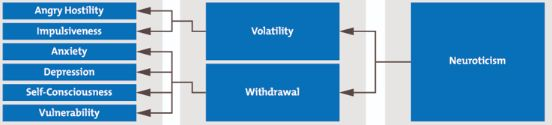 Angry Hostility
Impulsiveness
Anxiety
Depression
Self-Consciousness
Vulnerability
Volatility
Withdrawal
Neuroticism